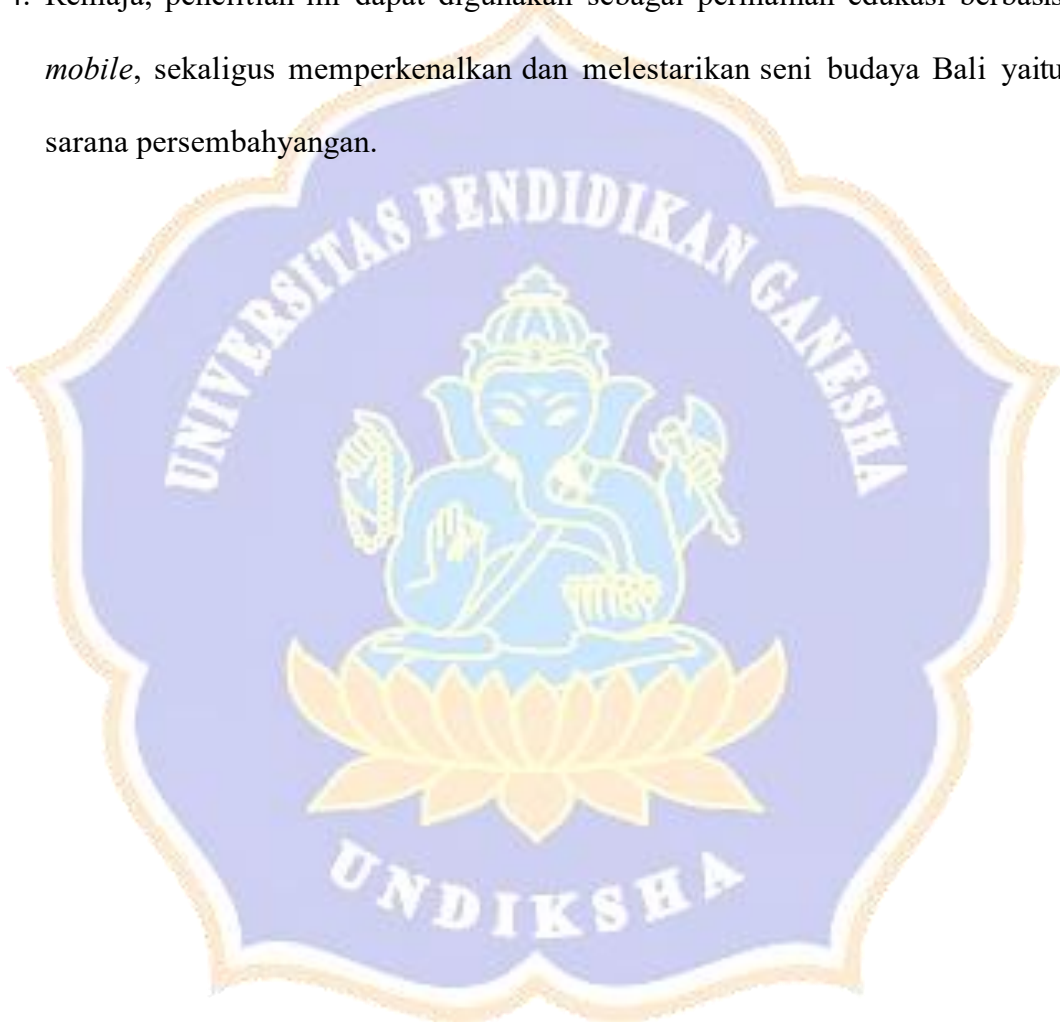 4. Remaja, penelitian ini dapat digunakan sebagai permainan edukasi berbasis
mobile, sekaligus memperkenalkan dan melestarikan seni budaya Bali yaitu
sarana persembahyangan.
UNIVERSITAS PENDIDIKAN GANESHA
UNDIKSHA